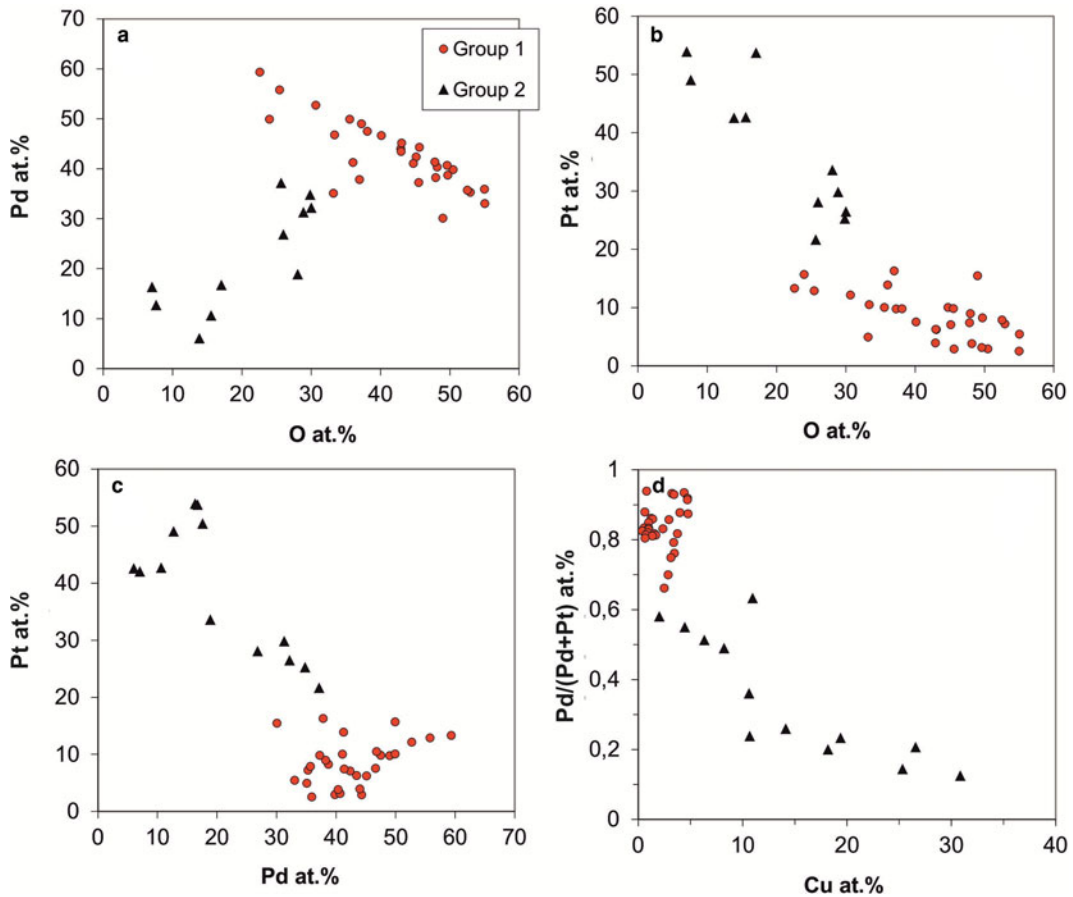 a
Group 1
Group 2
70
60
50
40
30
20
10
0
Pd at.%
0 10 20 30 40 50 60
O at.%
b
60
50
40
30
20
10
0
Pt at.%
0 10 20 30 40 50 60
O at.%
c
60
50
40
30
20
10
0
Pt at.%
0 10 20 30 40 50 60 70
Pd at.%
d
1
0,8
0,6
0,4
0,2
0
Pd/(Pd+Pt) at.%
0 10 20 30 40
Cu at.%